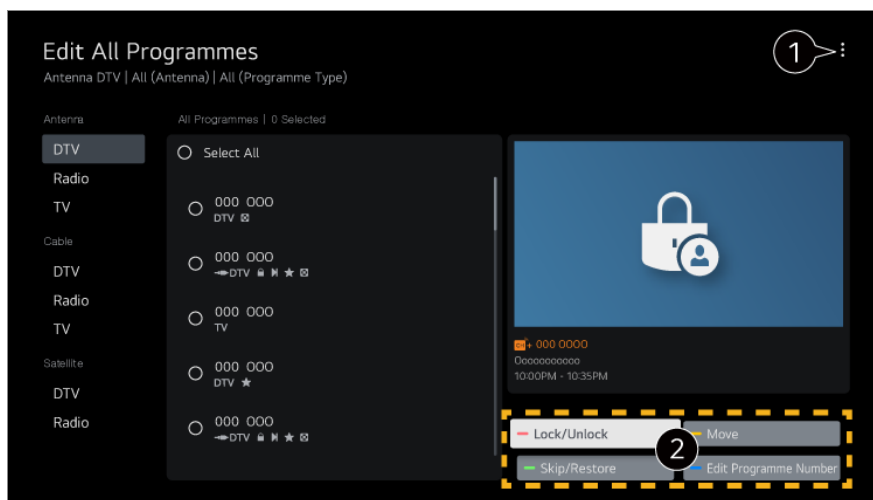 Edit All Programmes
1
Antenna DTV | All (Antenna) | All (Programme Type)
Antenna
All Programmes | 0 Selected
DTV
Radio
TV
Cable
DTV
Radio
TV
Satellite
DTV
Radio
Select All
000 000
DTV
000 000
DTV
000 000
TV
000 000
DTV
000 000
DTV
+ 000 0000
Oooooooooooo
10:00PM - 10:35PM
Lock/Unlock
Move
2
Skip/Restore
Edit Programme Number